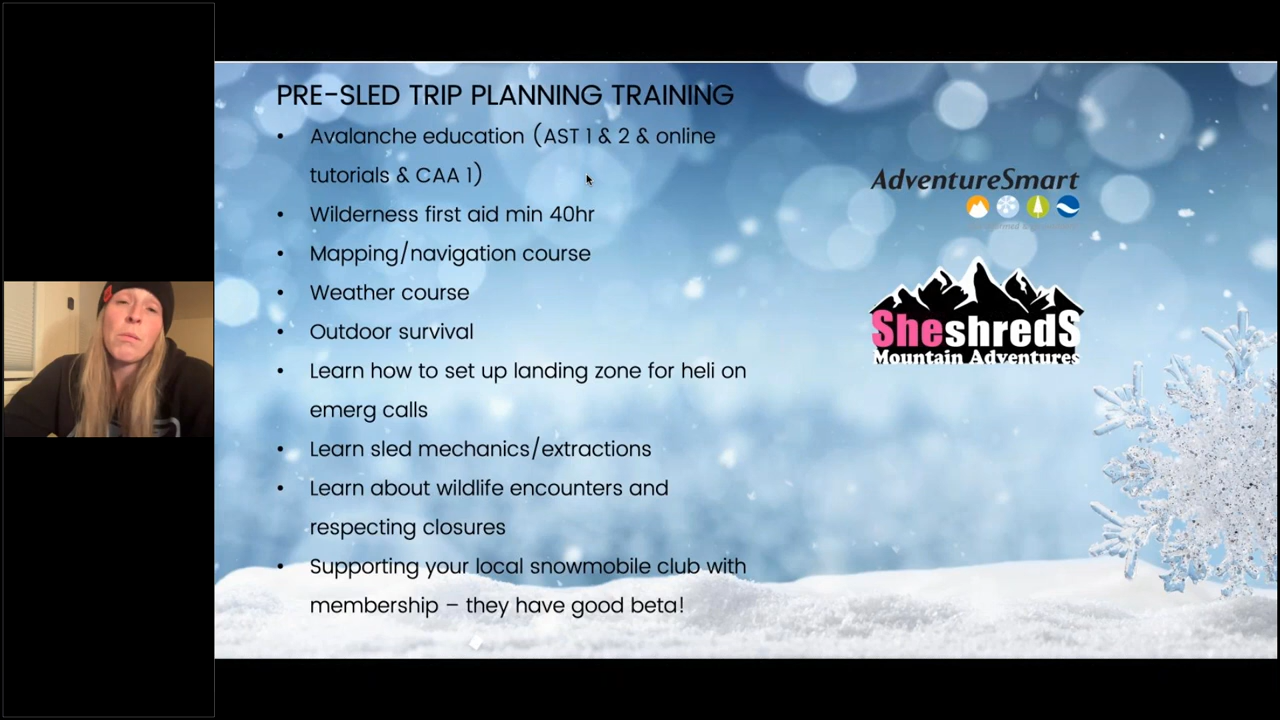 PRE-SLED TRIP PLANNING TRAINING
• Avalanche education (AST 1 & 2 & online
tutorials & CAA 1)
• Wilderness first aid min 40hr
• Mapping/navigation course
• Weather course
• Outdoor survival
• Learn how to set up landing zone for heli on
emerg calls
• Learn sled mechanics/extractions
• Learn about wildlife encounters and
respecting closures
• Supporting your local snowmobile club with
membership – they have good beta!
AdventureSmart
SheshredS
Mountain Adventures